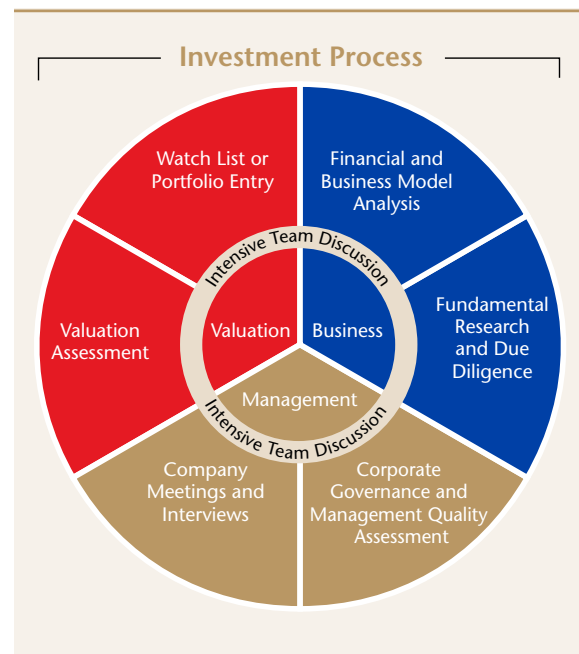 Investment Process
Watch List or
Portfolio Entry
Financial and
Business Model
Analysis
Intensive Team Discussion
Valuation
Assessment
Valuation
Business
Fundamental
Research
and Due
Diligence
Management
Intensive Team Discussion
Company
Meetings and
Interviews
Corporate
Governance and
Management Quality
Assessment